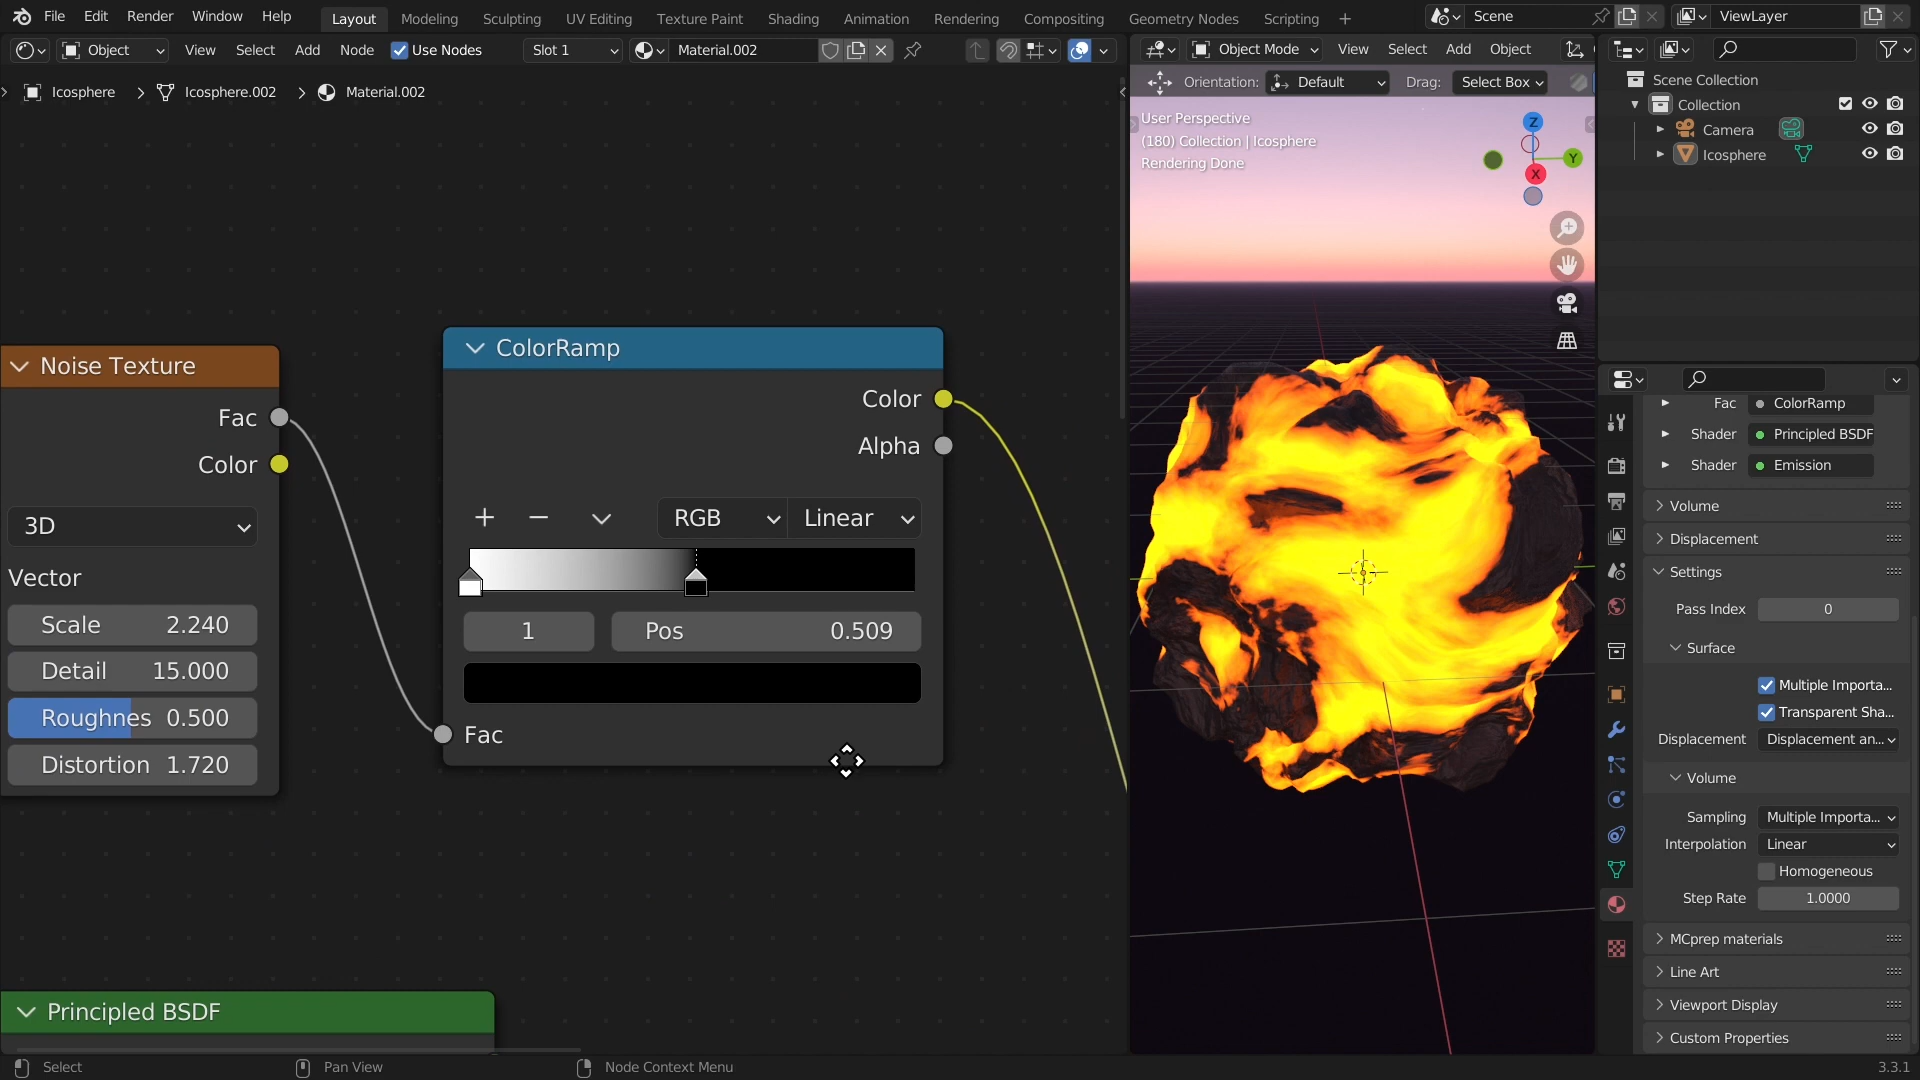 File Edit Render Window Help Layout Modeling Sculpting UV Editing Texture Paint Shading Animation Rendering Compositing Geometry Nodes Scripting + Scene ViewLayer
Object View Select Add Node Use Nodes Slot 1 Material.002 Object Mode View Select Add Object
Icosphere Icosphere.002 Material.002
Orientation: Default Drag: Select Box
Scene Collection
Collection
Camera
Icosphere
User Perspective
(180) Collection | Icosphere
Rendering Done
Z
Y
X
Noise Texture
Fac
Color
3D
Vector
Scale 2.240
Detail 15.000
Roughnes 0.500
Distortion 1.720
ColorRamp
Color
Alpha
RGB Linear
1 Pos 0.509
Fac
Principled BSDF
Fac ColorRamp
Shader Principled BSDF
Shader Emission
Volume
Displacement
Settings
Pass Index 0
Surface
Multiple Importa...
Transparent Sha...
Displacement Displacement an...
Volume
Sampling Multiple Importa...
Interpolation Linear
Homogeneous
Step Rate 1.0000
MCprep materials
Line Art
Viewport Display
Custom Properties
Select Pan View Node Context Menu 3.3.1